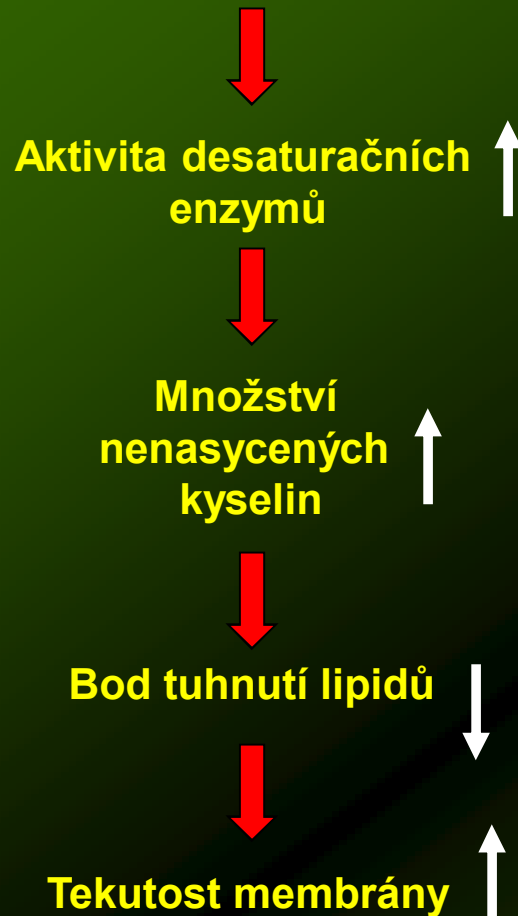 Aktivita desaturačních
enzymů
Množství
nenasycených
kyselin
Bod tuhnutí lipidů
Tekutost membrány